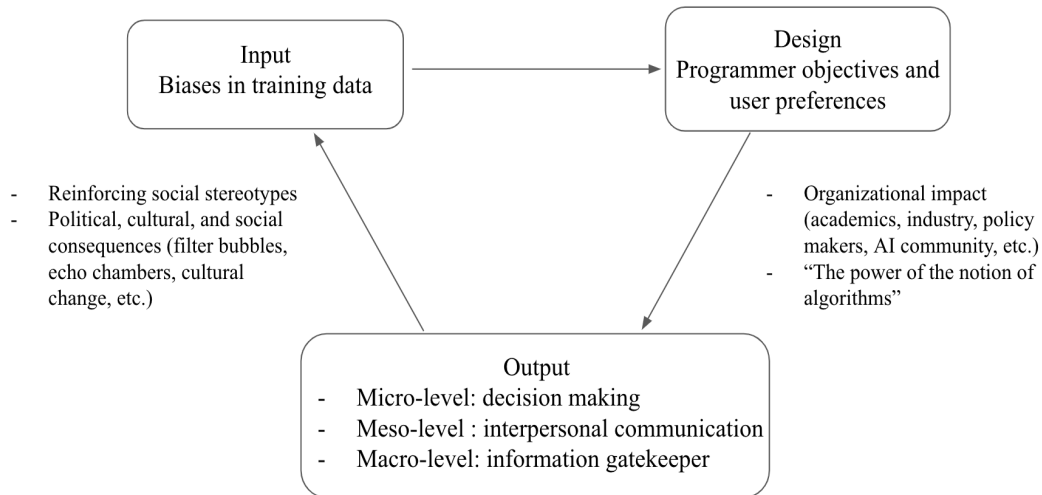 Input
Biases in training data
Design
Programmer objectives and
user preferences
- Reinforcing social stereotypes
- Political, cultural, and social
consequences (filter bubbles,
echo chambers, cultural
change, etc.)
- Organizational impact
(academics, industry, policy
makers, AI community, etc.)
- “The power of the notion of
algorithms”
Output
- Micro-level: decision making
- Meso-level : interpersonal communication
- Macro-level: information gatekeeper